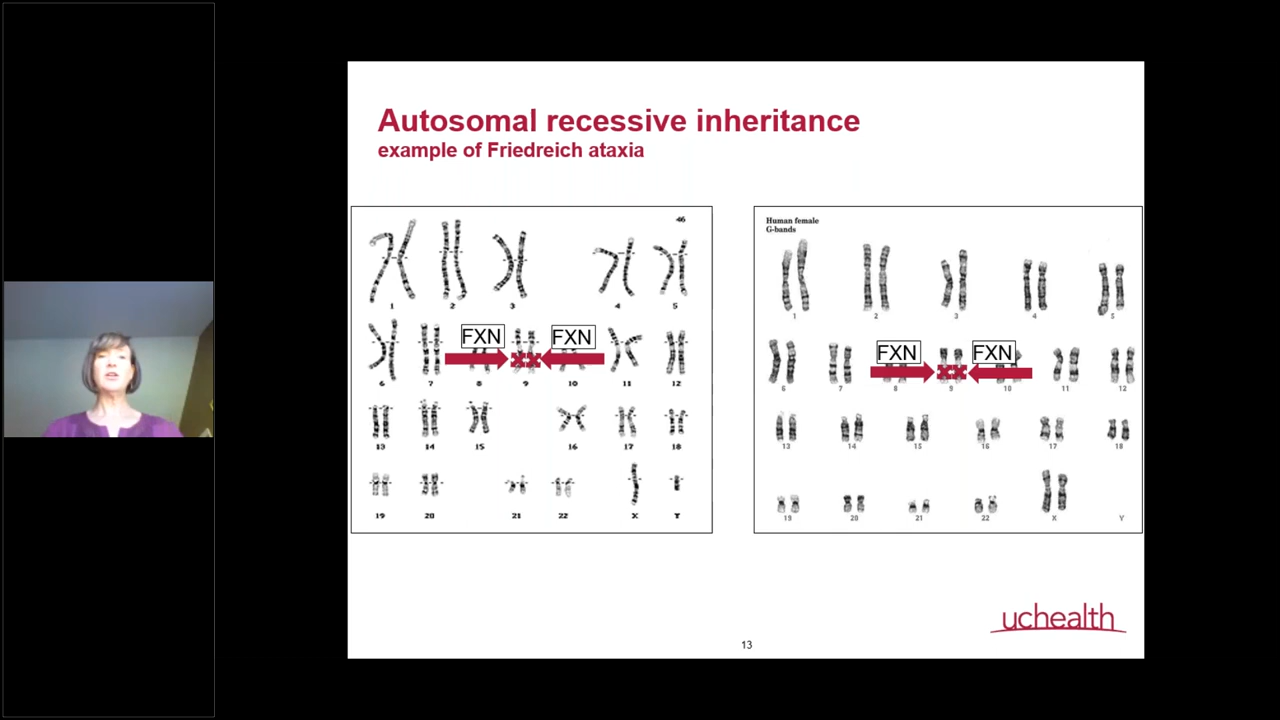 Autosomal recessive inheritance
example of Friedreich ataxia
46
1 2 3 4 5
FXN FXN
6 7 8 9 10 11 12
13 14 15 16 17 18
19 20 21 22 X Y
Human female
G-bands
1 2 3 4 5
FXN FXN
6 7 8 9 10 11 12
13 14 15 16 17 18
19 20 21 22 X Y
uchealth
13